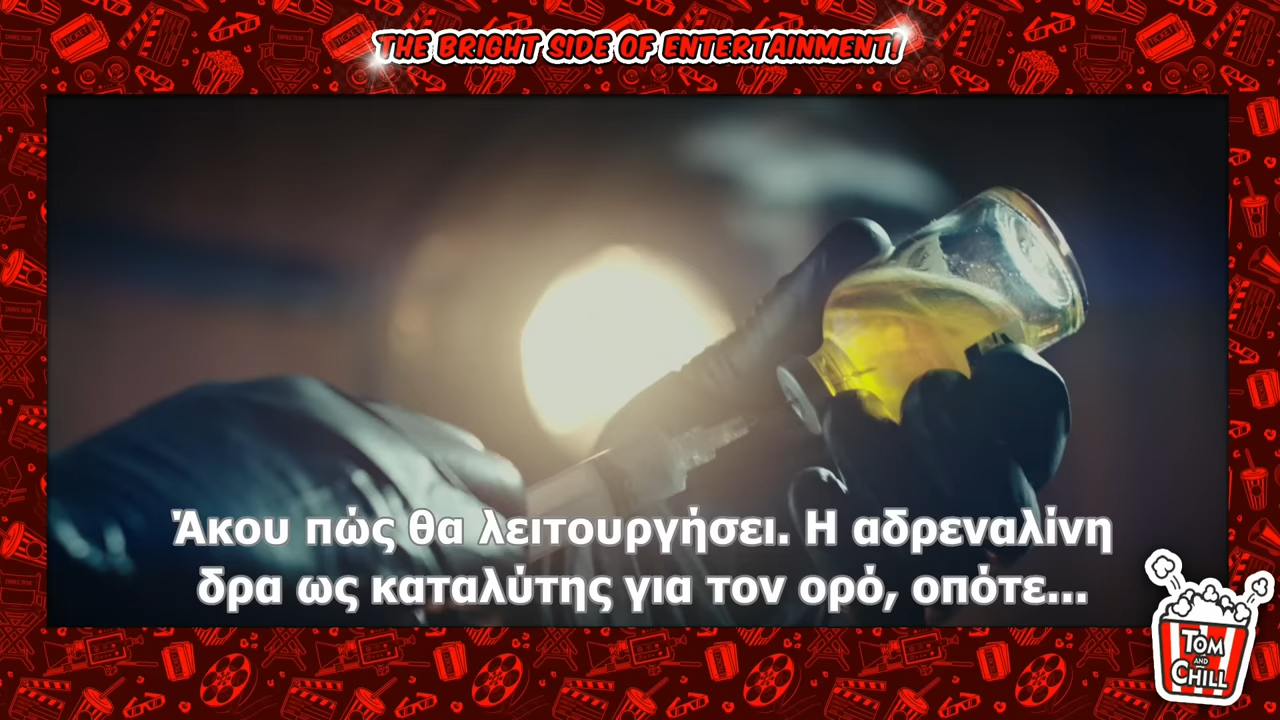 THE BRIGHT SIDE OF ENTERTAINMENT!
Άκου πώς θα λειτουργήσει. Η αδρεναλίνη
δρα ως καταλύτης για τον ορό, οπότε...
TOM
AND
CHILL